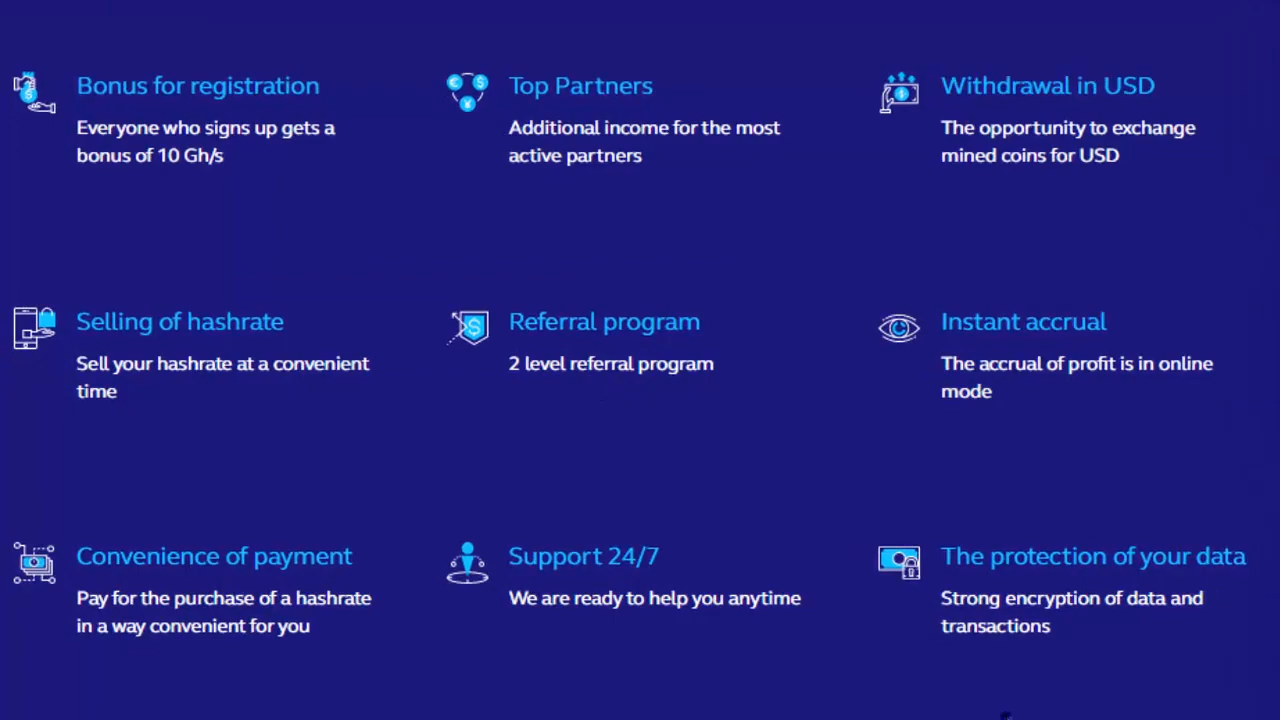 Bonus for registration
Everyone who signs up gets a
bonus of 10 Gh/s
Top Partners
Additional income for the most
active partners
Withdrawal in USD
The opportunity to exchange
mined coins for USD
Selling of hashrate
Sell your hashrate at a convenient
time
Referral program
2 level referral program
Instant accrual
The accrual of profit is in online
mode
Convenience of payment
Pay for the purchase of a hashrate
in a way convenient for you
Support 24/7
We are ready to help you anytime
The protection of your data
Strong encryption of data and
transactions